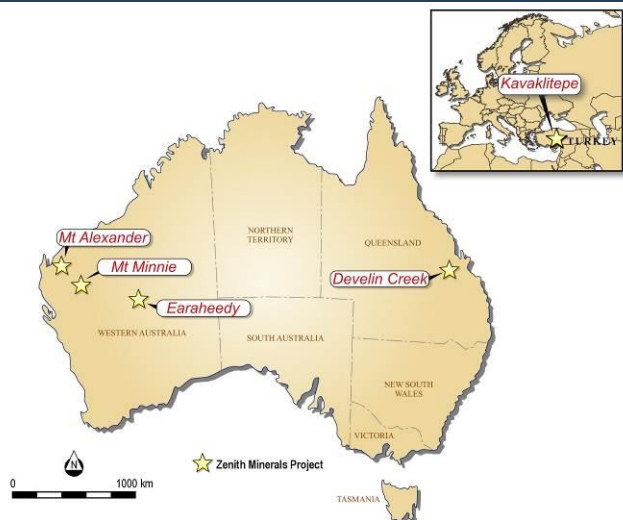 Kavaklitepe
TURKEY
Mt Alexander
Mt Minnie
Earaheedy
NORTHERN
TERRITORY
QUEENSLAND
Develin Creek
WESTERN AUSTRALIA
SOUTH AUSTRALIA
NEW SOUTH
WALES
VICTORIA
TASMANIA
N
0 1000 km
Zenith Minerals Project